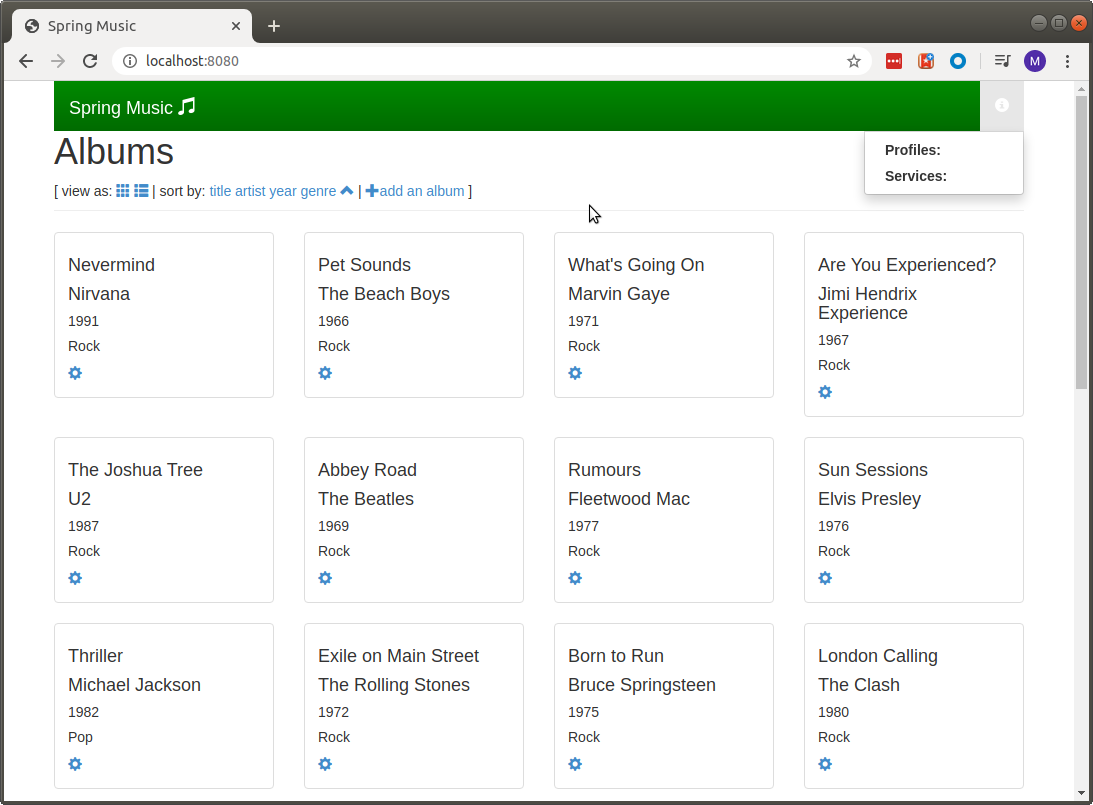 Spring Music
localhost:8080
M
Spring Music
Profiles:
Services:
Albums
[ view as: | sort by: title artist year genre | add an album ]
Nevermind
Nirvana
1991
Rock
Pet Sounds
The Beach Boys
1966
Rock
What's Going On
Marvin Gaye
1971
Rock
Are You Experienced?
Jimi Hendrix
Experience
1967
Rock
The Joshua Tree
U2
1987
Rock
Abbey Road
The Beatles
1969
Rock
Rumours
Fleetwood Mac
1977
Rock
Sun Sessions
Elvis Presley
1976
Rock
Thriller
Michael Jackson
1982
Pop
Exile on Main Street
The Rolling Stones
1972
Rock
Born to Run
Bruce Springsteen
1975
Rock
London Calling
The Clash
1980
Rock